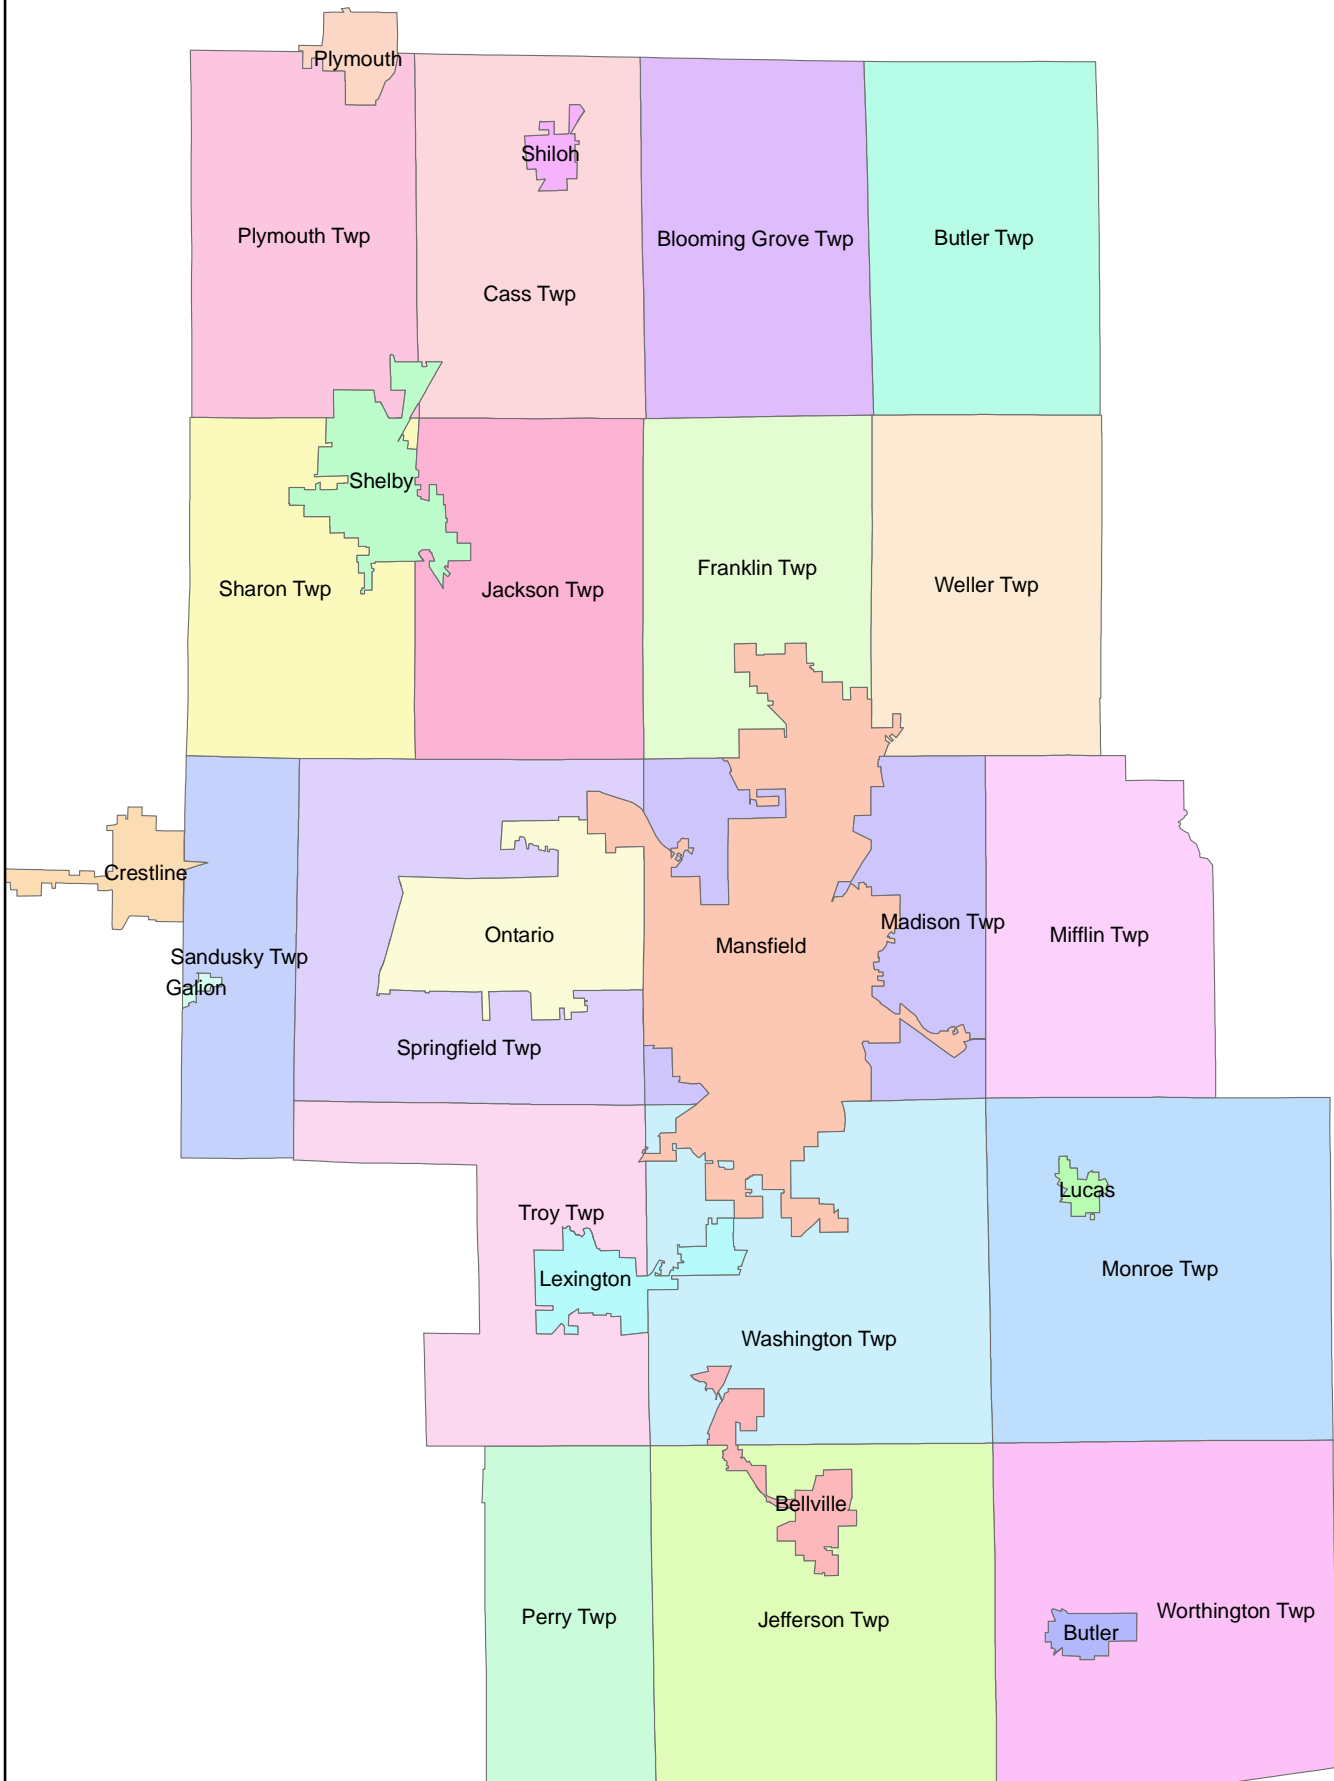 Plymouth
Shiloh
Plymouth Twp
Blooming Grove Twp
Butler Twp
Cass Twp
Shelby
Sharon Twp
Jackson Twp
Franklin Twp
Weller Twp
Crestline
Ontario
Mansfield
Madison Twp
Mifflin Twp
Sandusky Twp
Galion
Springfield Twp
Lucas
Troy Twp
Lexington
Monroe Twp
Washington Twp
Bellville
Perry Twp
Jefferson Twp
Worthington Twp
Butler